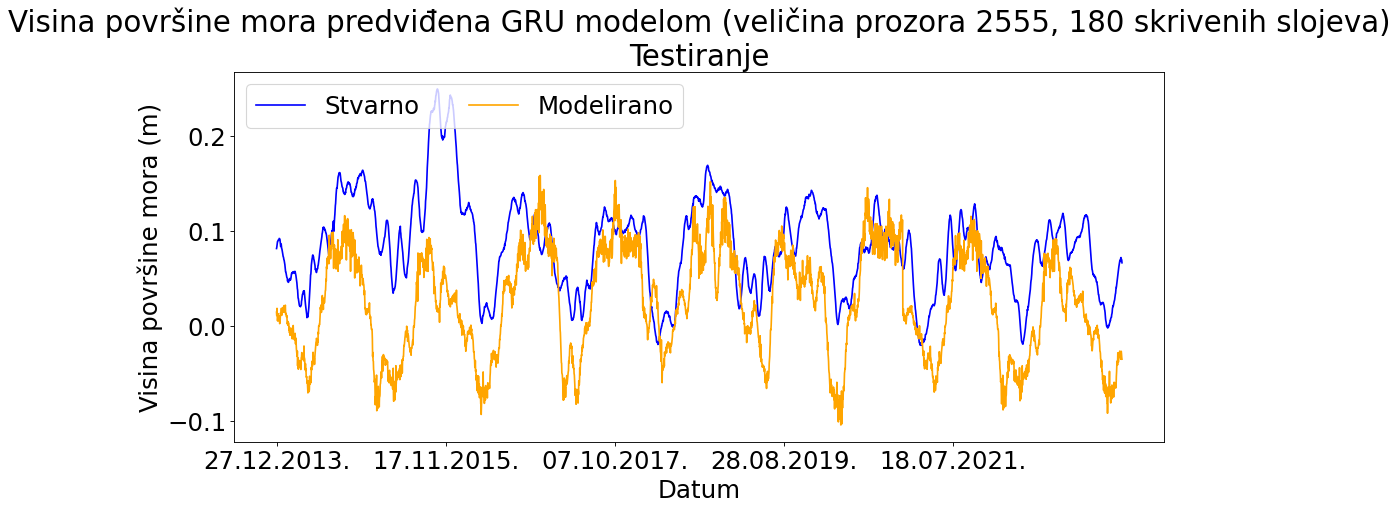 Visina površine mora predviđena GRU modelom (veličina prozora 2555, 180 skrivenih slojeva)
Testiranje
Stvarno
Modelirano
Visina površine mora (m)
0.2
0.1
0.0
−0.1
27.12.2013.
17.11.2015.
07.10.2017.
28.08.2019.
18.07.2021.
Datum